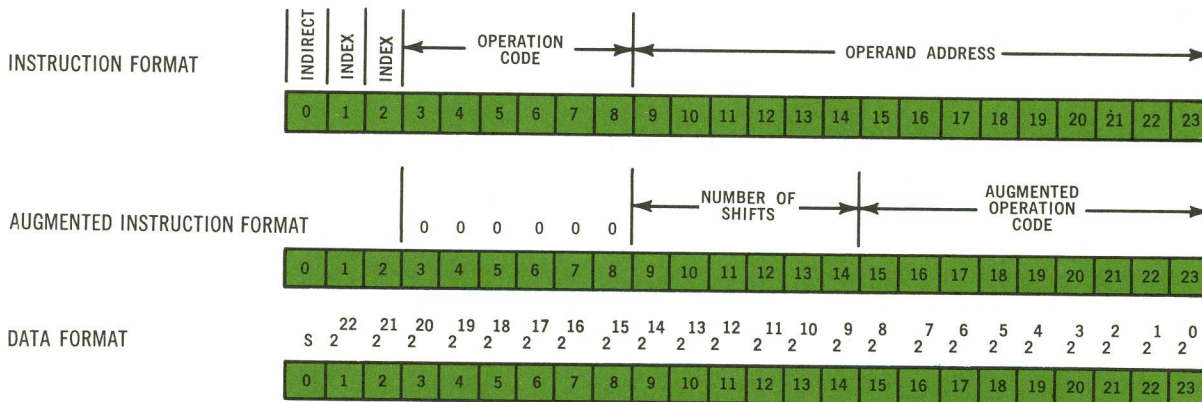 INSTRUCTION FORMAT
INDIRECT
INDEX
INDEX
OPERATION
CODE
OPERAND ADDRESS
0 1 2 3 4 5 6 7 8 9 10 11 12 13 14 15 16 17 18 19 20 21 22 23
AUGMENTED INSTRUCTION FORMAT
0 0 0 0 0 0
NUMBER OF
SHIFTS
AUGMENTED
OPERATION
CODE
0 1 2 3 4 5 6 7 8 9 10 11 12 13 14 15 16 17 18 19 20 21 22 23
DATA FORMAT
22 21 20 19 18 17 16 15 14 13 12 11 10 9 8 7 6 5 4 3 2 1 0
S 2 2 2 2 2 2 2 2 2 2 2 2 2 2 2 2 2 2 2 2 2 2 2
0 1 2 3 4 5 6 7 8 9 10 11 12 13 14 15 16 17 18 19 20 21 22 23